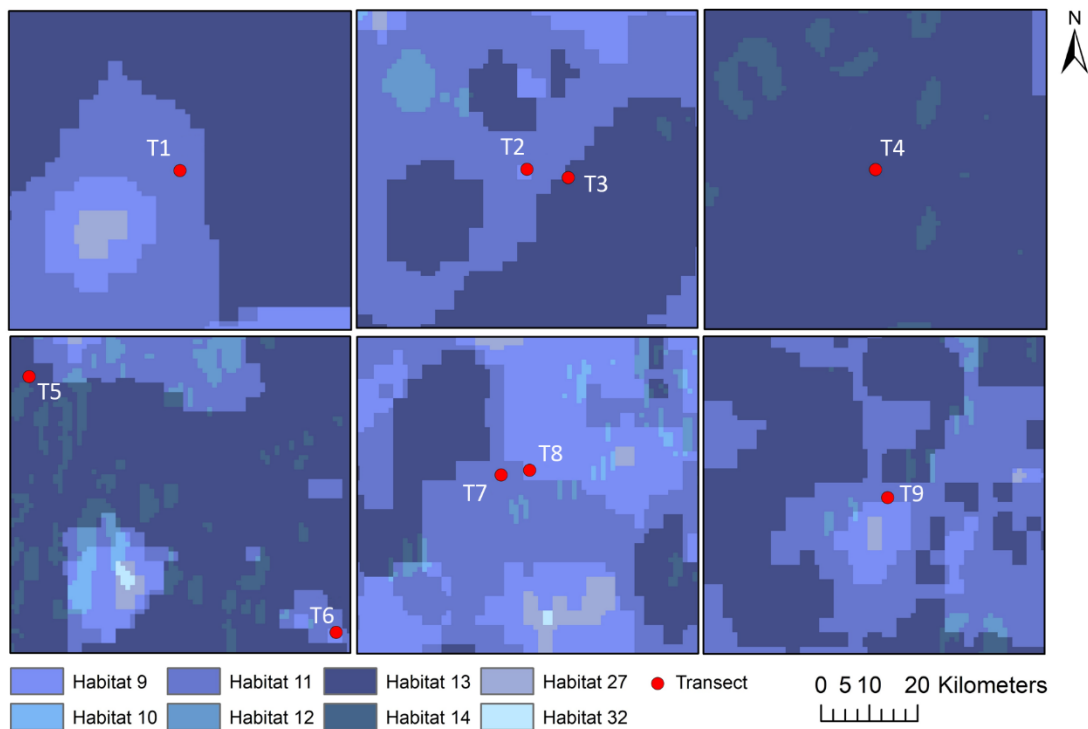 N
T1
T2
T3
T4
T5
T6
T7
T8
T9
Habitat 9 Habitat 11 Habitat 13 Habitat 27 Transect
Habitat 10 Habitat 12 Habitat 14 Habitat 32
0 5 10 20 Kilometers